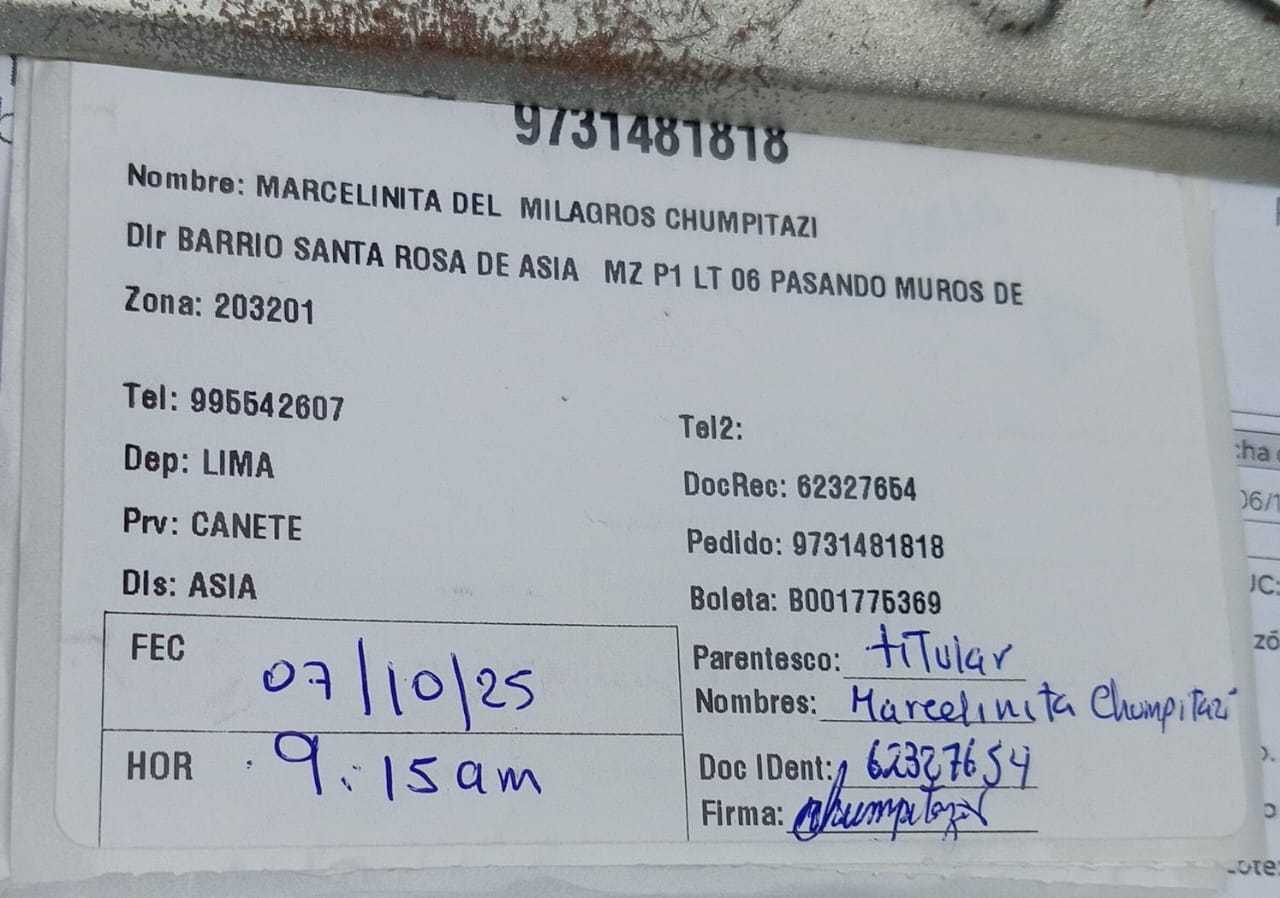 9731481818
Nombre: MARCELINITA DEL MILAGROS CHUMPITAZI
DIr BARRIO SANTA ROSA DE ASIA MZ P1 LT 06 PASANDO MUROS DE
Zona: 203201
Tel: 995542607
Tel2:
Dep: LIMA
DocRec: 62327654
Prv: CANETE
Pedido: 9731481818
DIs: ASIA
Boleta: B001775369
FEC 07/10/25
Parentesco: tiTular
Nombres: Marcelinita Chumpitazi
HOR 9:15am
Doc IDent: 62327654
Firma: Chumpitazi